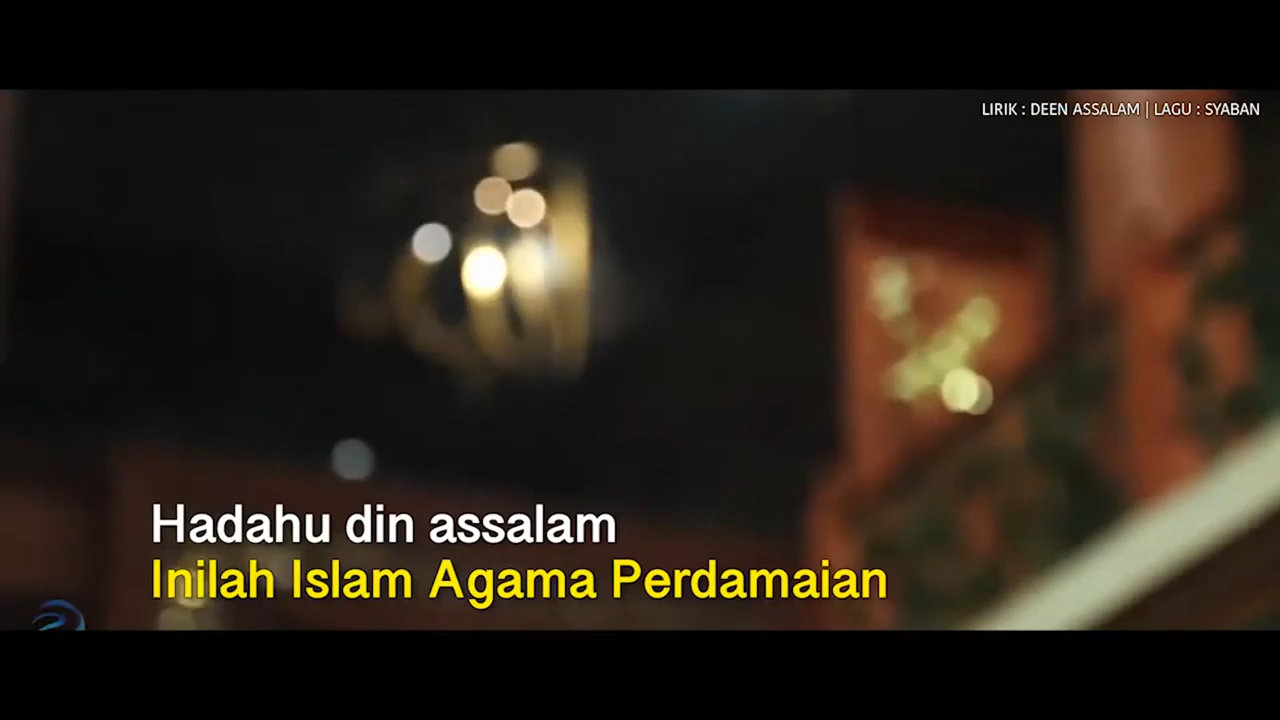 LIRIK : DEEN ASSALAM | LAGU : SYABAN
Hadahu din assalam
Inilah Islam Agama Perdamaian